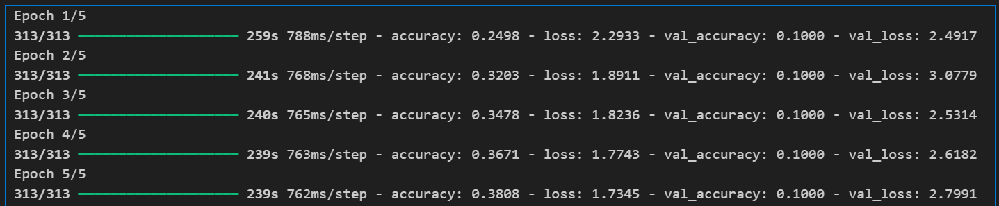 Epoch 1/5
313/313 ━━━━━━━━━━━━━━━━━━━━ 259s 788ms/step - accuracy: 0.2498 - loss: 2.2933 - val_accuracy: 0.1000 - val_loss: 2.4917
Epoch 2/5
313/313 ━━━━━━━━━━━━━━━━━━━━ 241s 768ms/step - accuracy: 0.3203 - loss: 1.8911 - val_accuracy: 0.1000 - val_loss: 3.0779
Epoch 3/5
313/313 ━━━━━━━━━━━━━━━━━━━━ 240s 765ms/step - accuracy: 0.3478 - loss: 1.8236 - val_accuracy: 0.1000 - val_loss: 2.5314
Epoch 4/5
313/313 ━━━━━━━━━━━━━━━━━━━━ 239s 763ms/step - accuracy: 0.3671 - loss: 1.7743 - val_accuracy: 0.1000 - val_loss: 2.6182
Epoch 5/5
313/313 ━━━━━━━━━━━━━━━━━━━━ 239s 762ms/step - accuracy: 0.3808 - loss: 1.7345 - val_accuracy: 0.1000 - val_loss: 2.7991